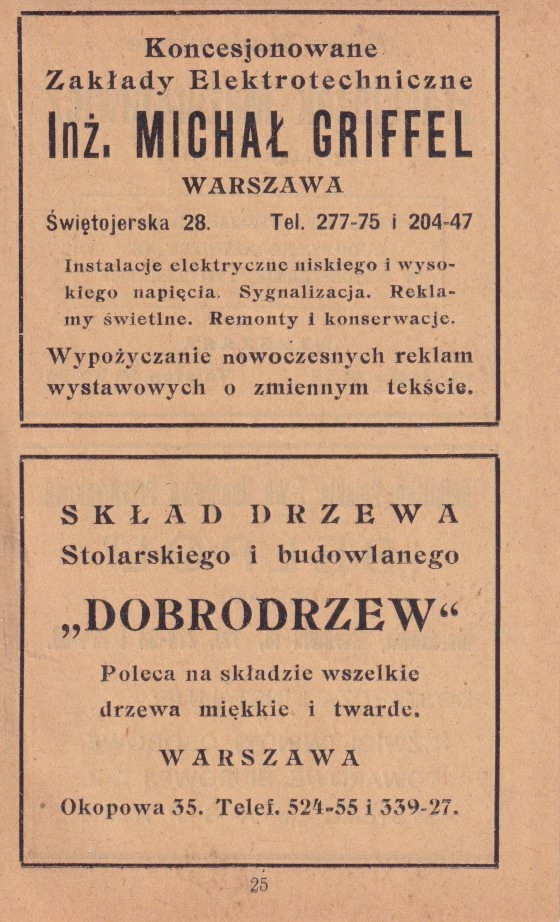 Koncesjonowane
Zakłady Elektrotechniczne
Inż. MICHAŁ GRIFFEL
WARSZAWA
Świętojerska 28. Tel. 277-75 i 204-47
Instalacje elektryczne niskiego i wyso-
kiego napięcia. Sygnalizacja. Rekla-
my świetlne. Remonty i konserwacje.
Wypożyczanie nowoczesnych reklam
wystawowych o zmiennym tekście.
SKŁAD DRZEWA
Stolarskiego i budowlanego
„DOBRODRZEW“
Poleca na składzie wszelkie
drzewa miękkie i twarde.
WARSZAWA
Okopowa 35. Telef. 524-55 i 339-27.
25